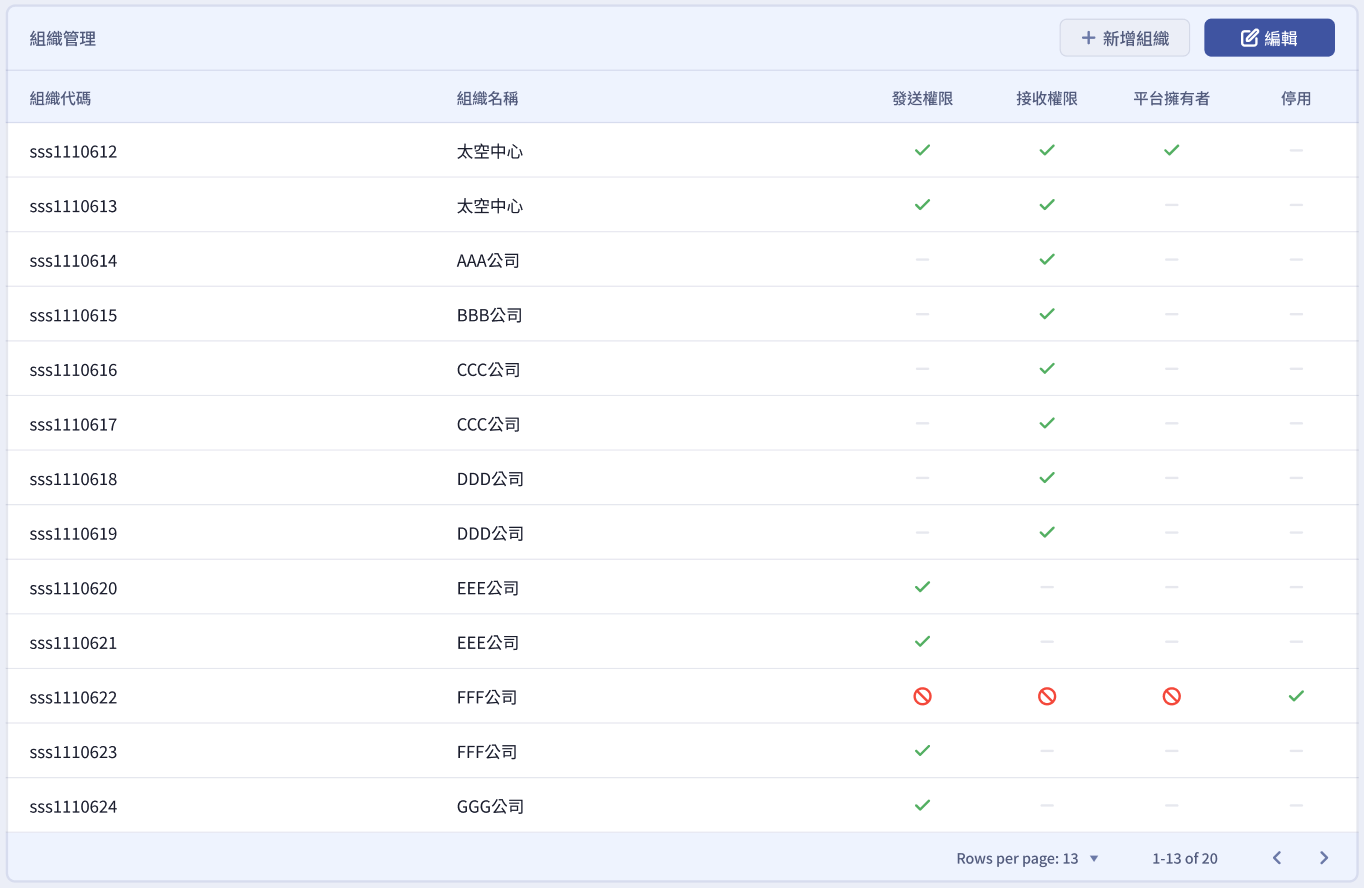 組織管理 新增組織 編輯
組織代碼 組織名稱 發送權限 接收權限 平台擁有者 停用
sss1110612 太空中心
sss1110613 太空中心
sss1110614 AAA公司
sss1110615 BBB公司
sss1110616 CCC公司
sss1110617 CCC公司
sss1110618 DDD公司
sss1110619 DDD公司
sss1110620 EEE公司
sss1110621 EEE公司
sss1110622 FFF公司
sss1110623 FFF公司
sss1110624 GGG公司
Rows per page: 13 1-13 of 20